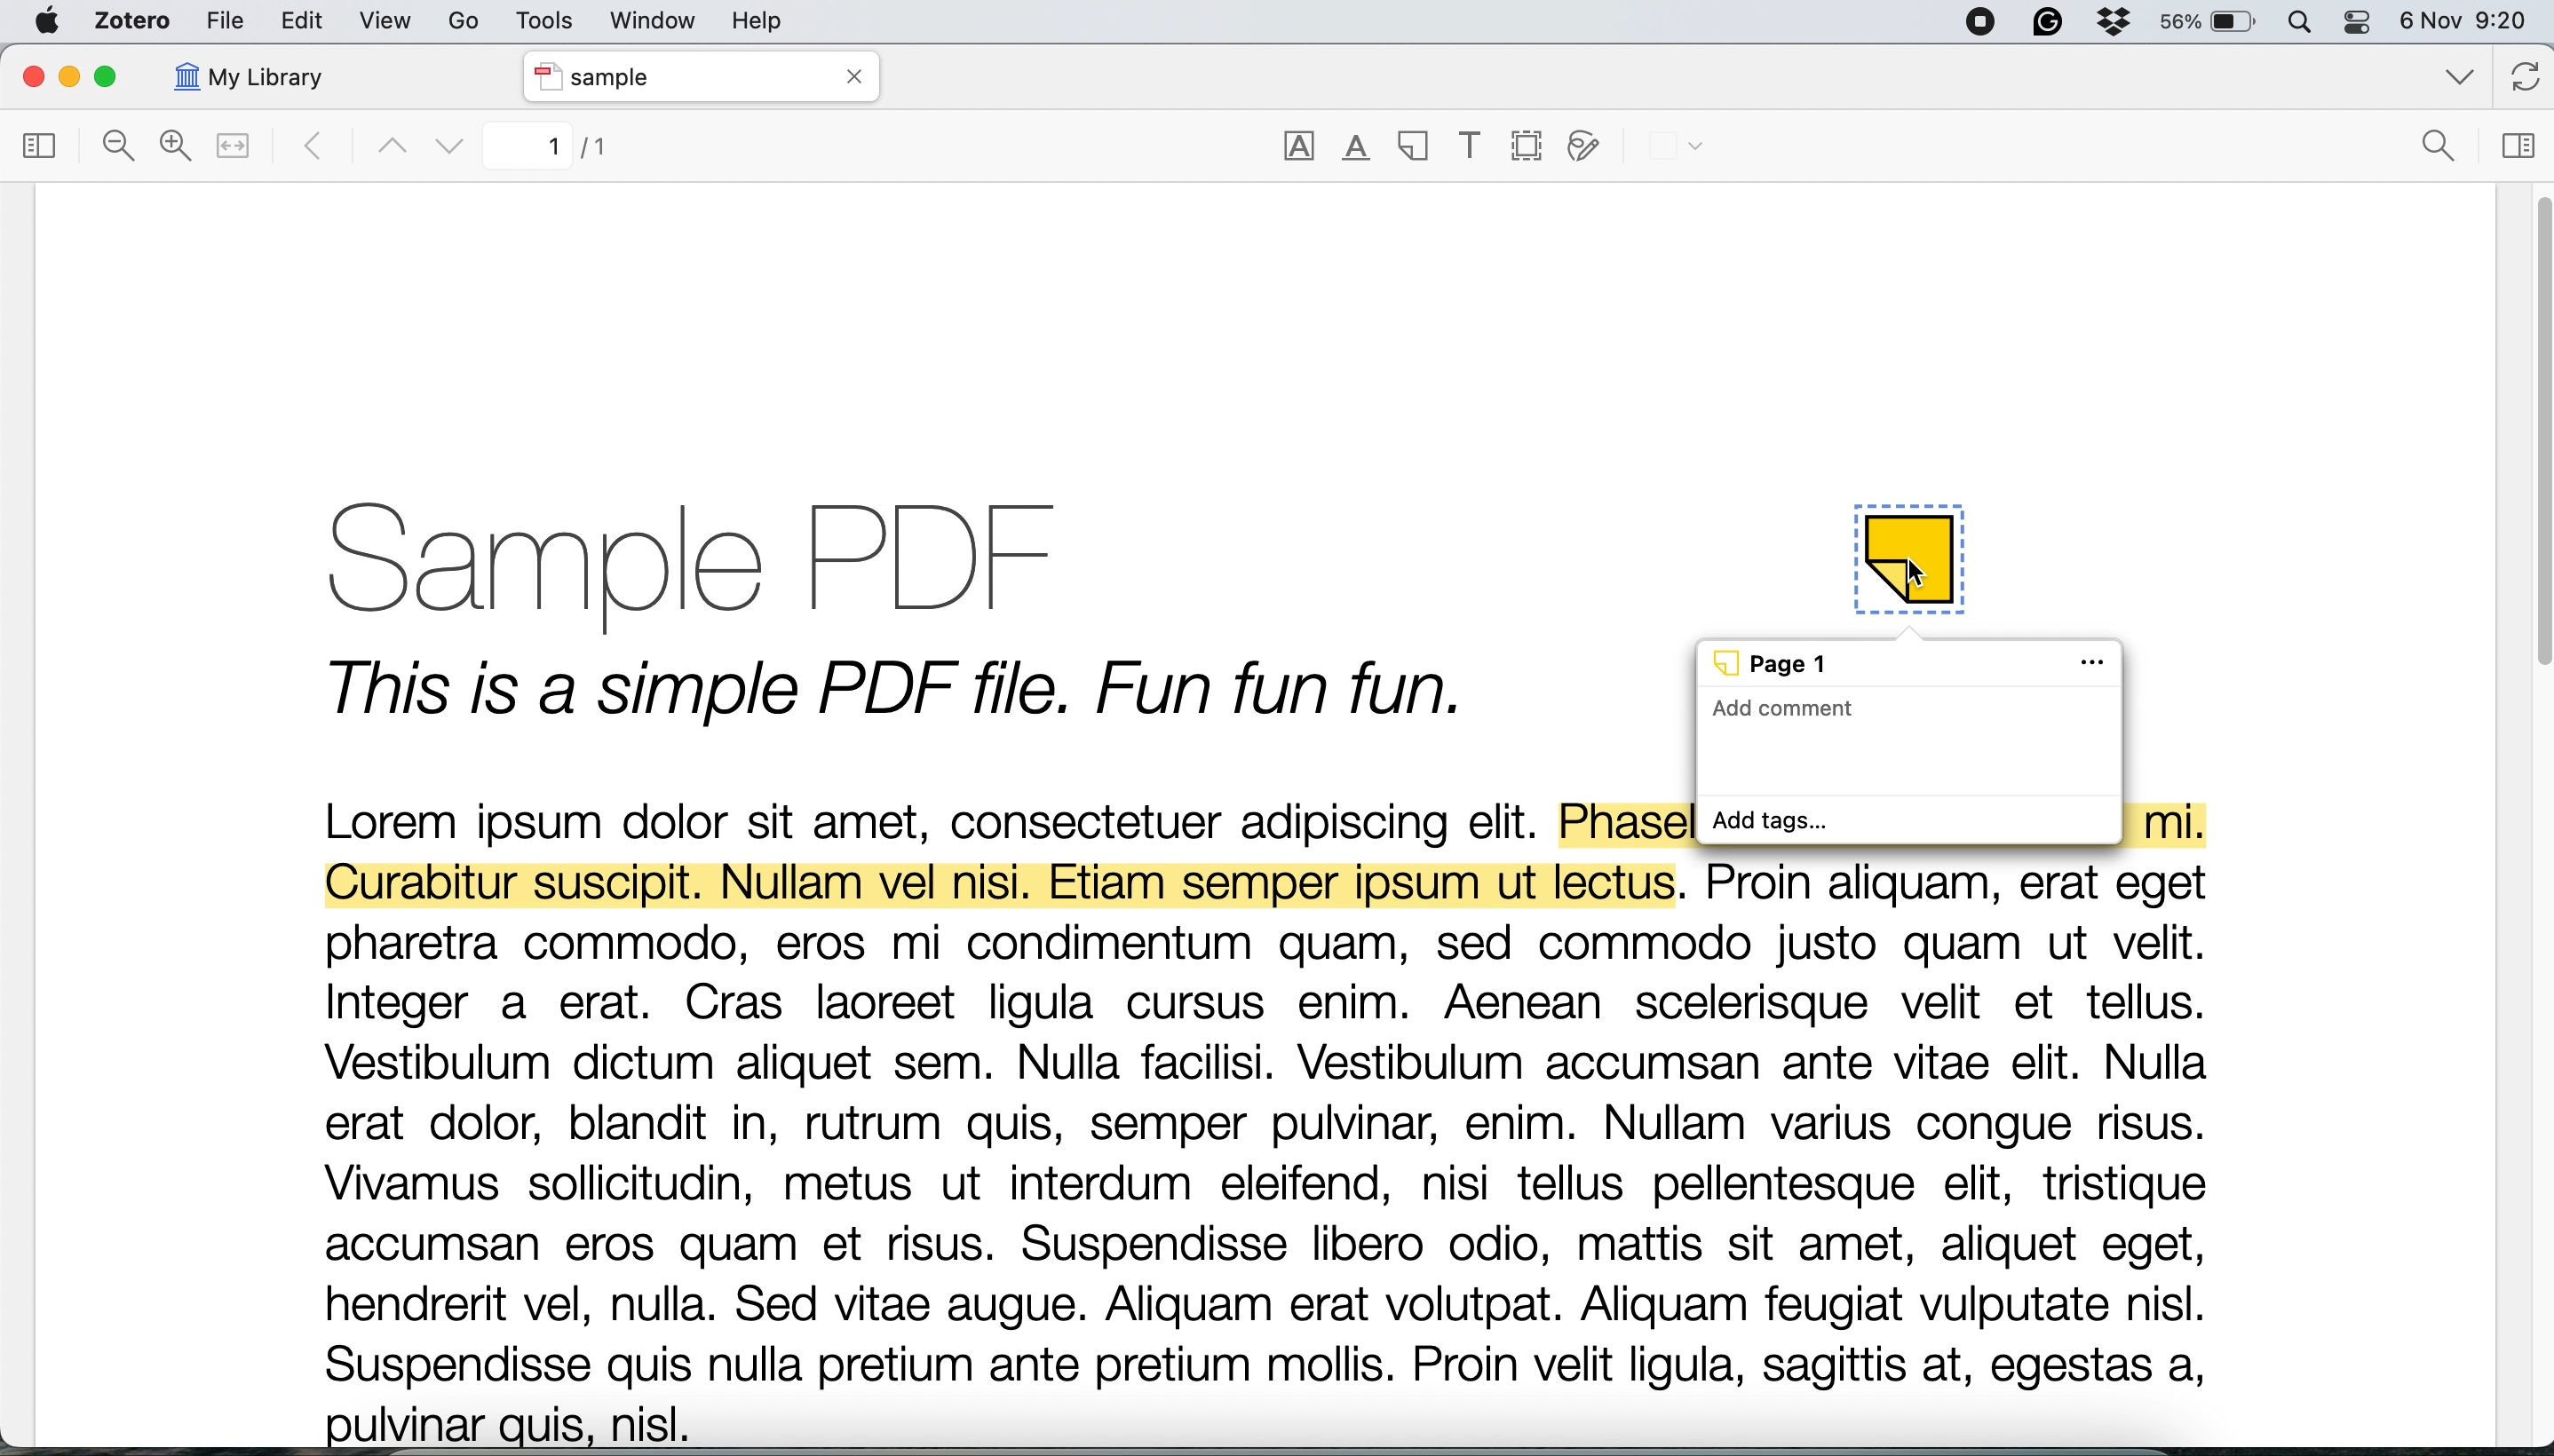 Zotero File Edit View Go Tools Window Help 56% 6 Nov 9:20
My Library sample
1 / 1
Sample PDF
This is a simple PDF file. Fun fun fun.
Page 1
Add comment
Add tags...
Lorem ipsum dolor sit amet, consectetuer adipiscing elit. Phasel mi.
Curabitur suscipit. Nullam vel nisi. Etiam semper ipsum ut lectus. Proin aliquam, erat eget
pharetra commodo, eros mi condimentum quam, sed commodo justo quam ut velit.
Integer a erat. Cras laoreet ligula cursus enim. Aenean scelerisque velit et tellus.
Vestibulum dictum aliquet sem. Nulla facilisi. Vestibulum accumsan ante vitae elit. Nulla
erat dolor, blandit in, rutrum quis, semper pulvinar, enim. Nullam varius congue risus.
Vivamus sollicitudin, metus ut interdum eleifend, nisi tellus pellentesque elit, tristique
accumsan eros quam et risus. Suspendisse libero odio, mattis sit amet, aliquet eget,
hendrerit vel, nulla. Sed vitae augue. Aliquam erat volutpat. Aliquam feugiat vulputate nisl.
Suspendisse quis nulla pretium ante pretium mollis. Proin velit ligula, sagittis at, egestas a,
pulvinar quis, nisl.